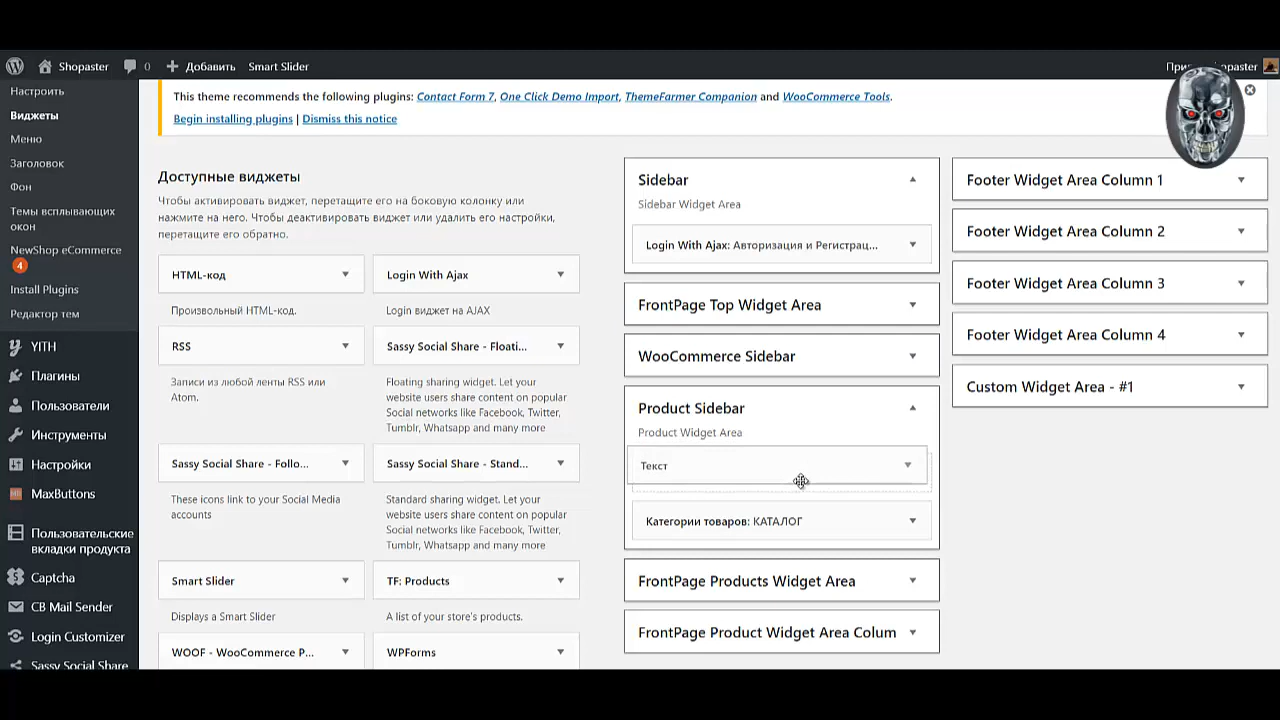 Shopaster
0
Добавить
Smart Slider
Настроить
Виджеты
Меню
Заголовок
Фон
Темы всплывающих
окон
NewShop eCommerce
4
Install Plugins
Редактор тем
YITH
Плагины
Пользователи
Инструменты
Настройки
MaxButtons
Пользовательские
вкладки продукта
Captcha
CB Mail Sender
Login Customizer
Sassy Social Share
This theme recommends the following plugins: Contact Form 7, One Click Demo Import, ThemeFarmer Companion and WooCommerce Tools.
Begin installing plugins | Dismiss this notice
Доступные виджеты
Чтобы активировать виджет, перетащите его на боковую колонку или
нажмите на него. Чтобы деактивировать виджет или удалить его настройки,
перетащите его обратно.
HTML-код
Произвольный HTML-код.
Login With Ajax
Login виджет на AJAX
RSS
Записи из любой ленты RSS или
Atom.
Sassy Social Share - Floati...
Floating sharing widget. Let your
website users share content on popular
Social networks like Facebook, Twitter,
Tumblr, Whatsapp and many more
Sassy Social Share - Follo...
These icons link to your Social Media
accounts
Sassy Social Share - Stand...
Standard sharing widget. Let your
website users share content on popular
Social networks like Facebook, Twitter,
Tumblr, Whatsapp and many more
Smart Slider
Displays a Smart Slider
TF: Products
A list of your store's products.
WOOF - WooCommerce P...
WPForms
Sidebar
Sidebar Widget Area
Login With Ajax: Авторизация и Регистрац...
FrontPage Top Widget Area
WooCommerce Sidebar
Product Sidebar
Product Widget Area
Текст
Категории товаров: КАТАЛОГ
FrontPage Products Widget Area
FrontPage Product Widget Area Colum
Footer Widget Area Column 1
Footer Widget Area Column 2
Footer Widget Area Column 3
Footer Widget Area Column 4
Custom Widget Area - #1